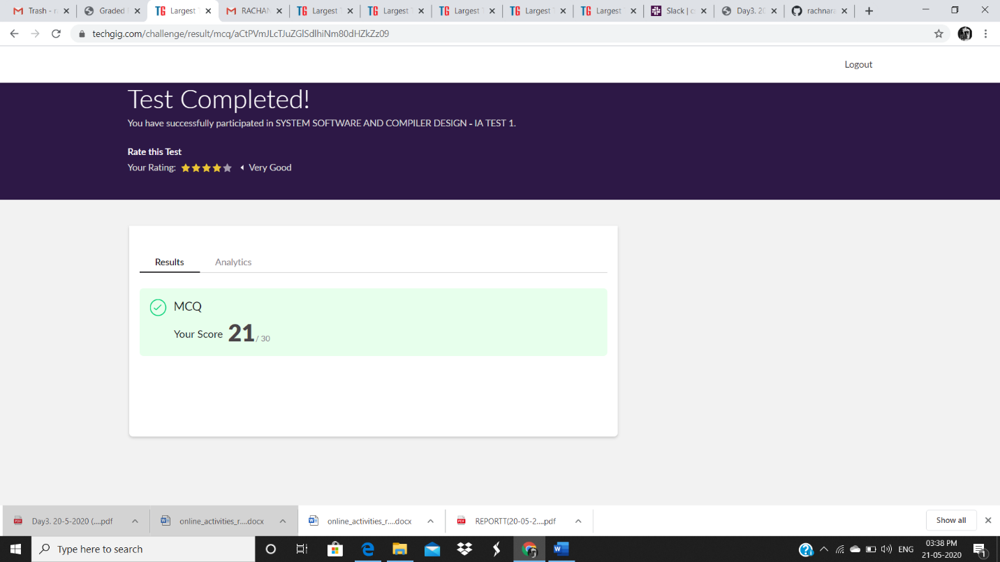 Trash - r
Graded
Largest T
RACHAN
Largest T
Largest T
Largest T
Largest T
Largest
Slack | c
Day3. 20
rachnara
techgig.com/challenge/result/mcq/aCtPVmJLcTJuZGlSdlhiNm80dHZkZz09
Logout
Test Completed!
You have successfully participated in SYSTEM SOFTWARE AND COMPILER DESIGN - IA TEST 1.
Rate this Test
Your Rating: Very Good
Results Analytics
MCQ
Your Score 21 / 30
Day3. 20-5-2020 (....pdf
online_activities_r....docx
online_activities_r....docx
REPORTT(20-05-2....pdf
Show all
Type here to search
ENG
03:38 PM
21-05-2020
1